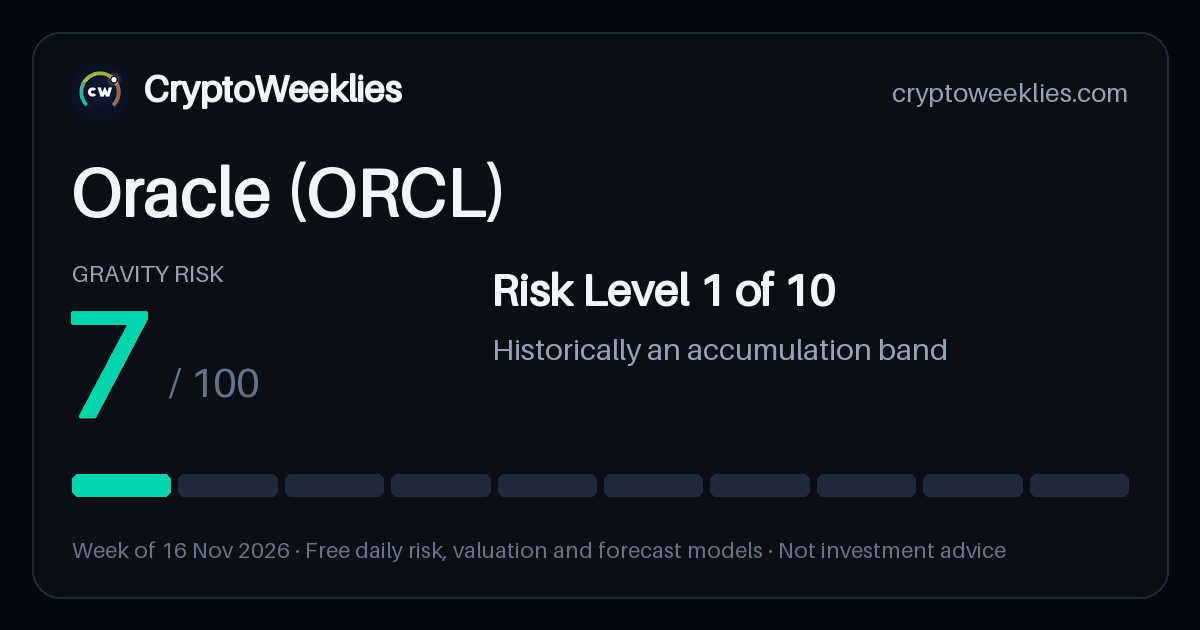 CW
CryptoWeeklies
cryptoweeklies.com
Oracle (ORCL)
GRAVITY RISK
7 / 100
Risk Level 1 of 10
Historically an accumulation band
Week of 16 Nov 2026 · Free daily risk, valuation and forecast models · Not investment advice